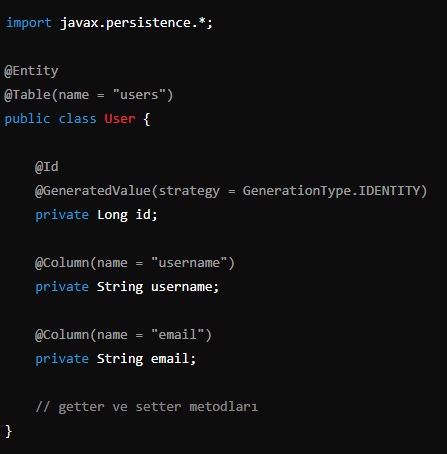 import javax.persistence.*;
@Entity
@Table(name = "users")
public class User {
@Id
@GeneratedValue(strategy = GenerationType.IDENTITY)
private Long id;
@Column(name = "username")
private String username;
@Column(name = "email")
private String email;
// getter ve setter metodları
}